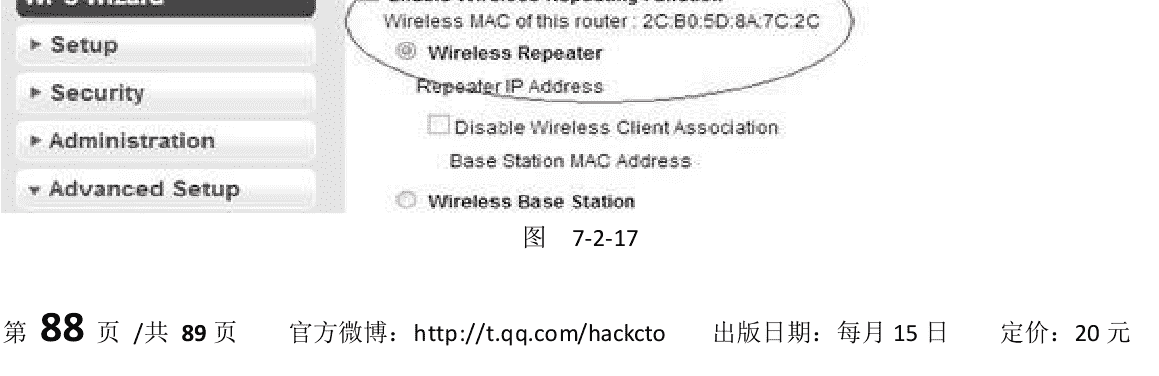 Wireless MAC of this router : 2C:B0:5D:8A:7C:2C
Setup
Wireless Repeater
Repeater IP Address
Security
Disable Wireless Client Association
Administration
Base Station MAC Address
Advanced Setup
Wireless Base Station
图 7-2-17
第 88 页 /共 89 页 官方微博：http://t.qq.com/hackcto 出版日期：每月 15 日 定价：20 元